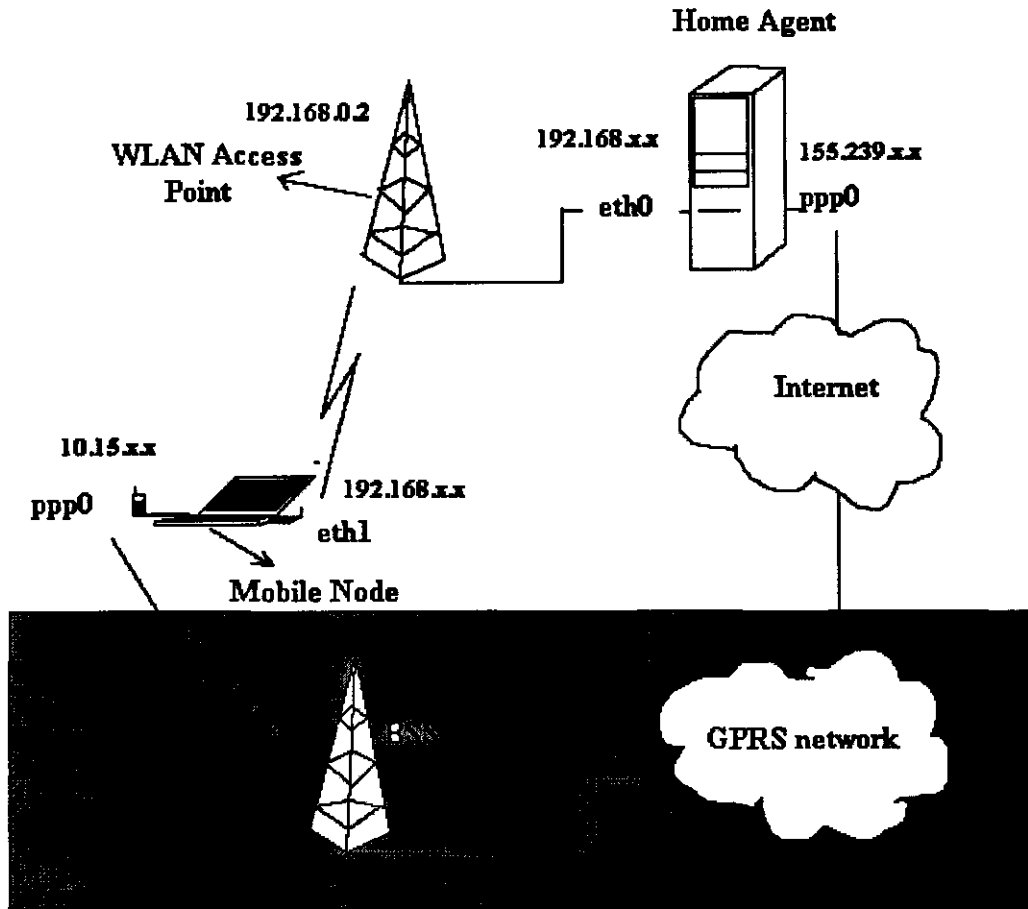 Home Agent
192.168.0.2
WLAN Access
Point
192.168.x.x
155.239.x.x
eth0
ppp0
Internet
10.15.x.x
ppp0
192.168.x.x
eth1
Mobile Node
GPRS network